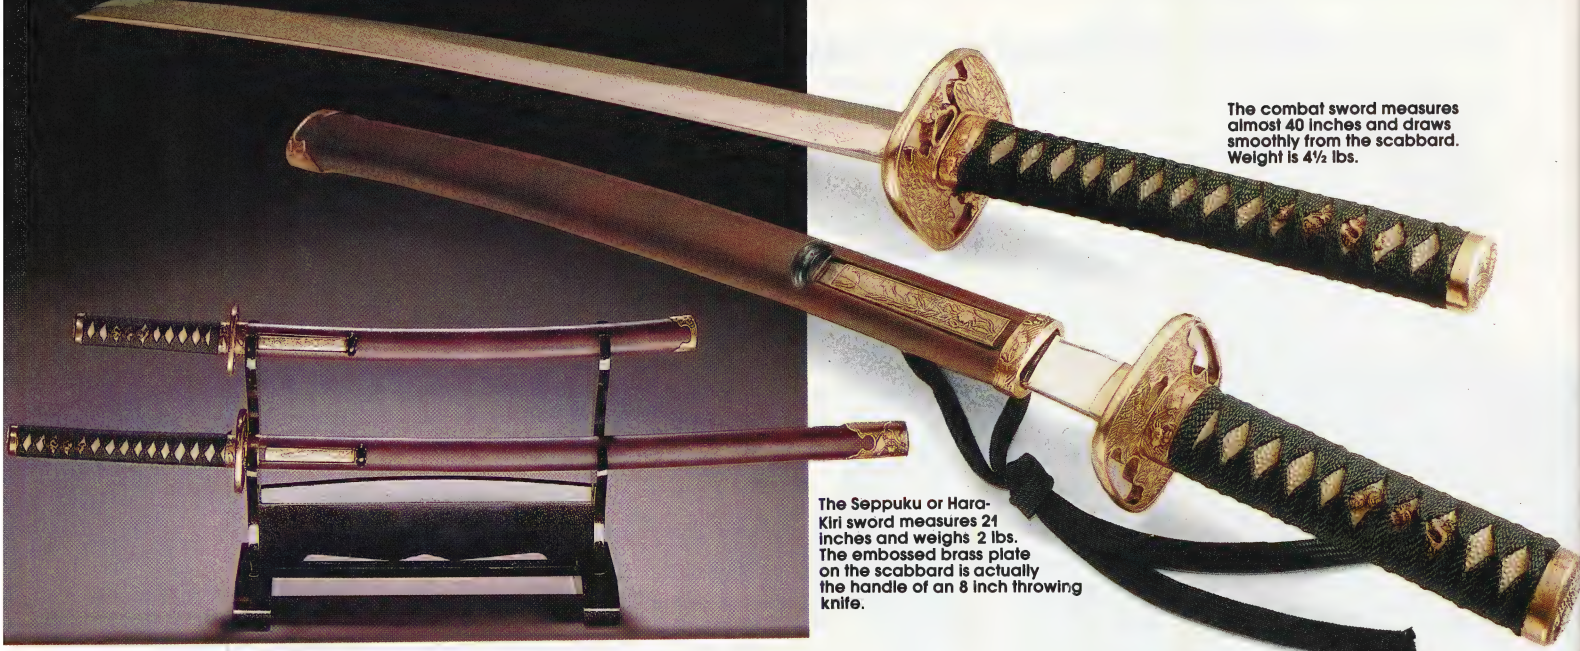 The combat sword measures
almost 40 inches and draws
smoothly from the scabbard.
Weight is 4½ lbs.
The Seppuku or Hara-
Kiri sword measures 21
inches and weighs 2 lbs.
The embossed brass plate
on the scabbard is actually
the handle of an 8 inch throwing
knife.